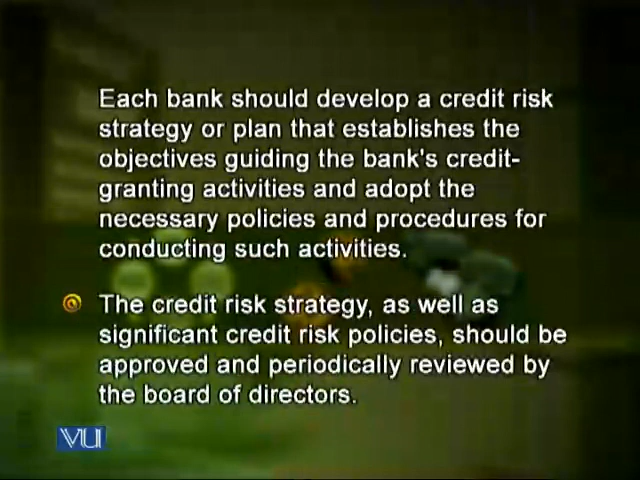 Each bank should develop a credit risk
strategy or plan that establishes the
objectives guiding the bank's credit-
granting activities and adopt the
necessary policies and procedures for
conducting such activities.
The credit risk strategy, as well as
significant credit risk policies, should be
approved and periodically reviewed by
the board of directors.
VU